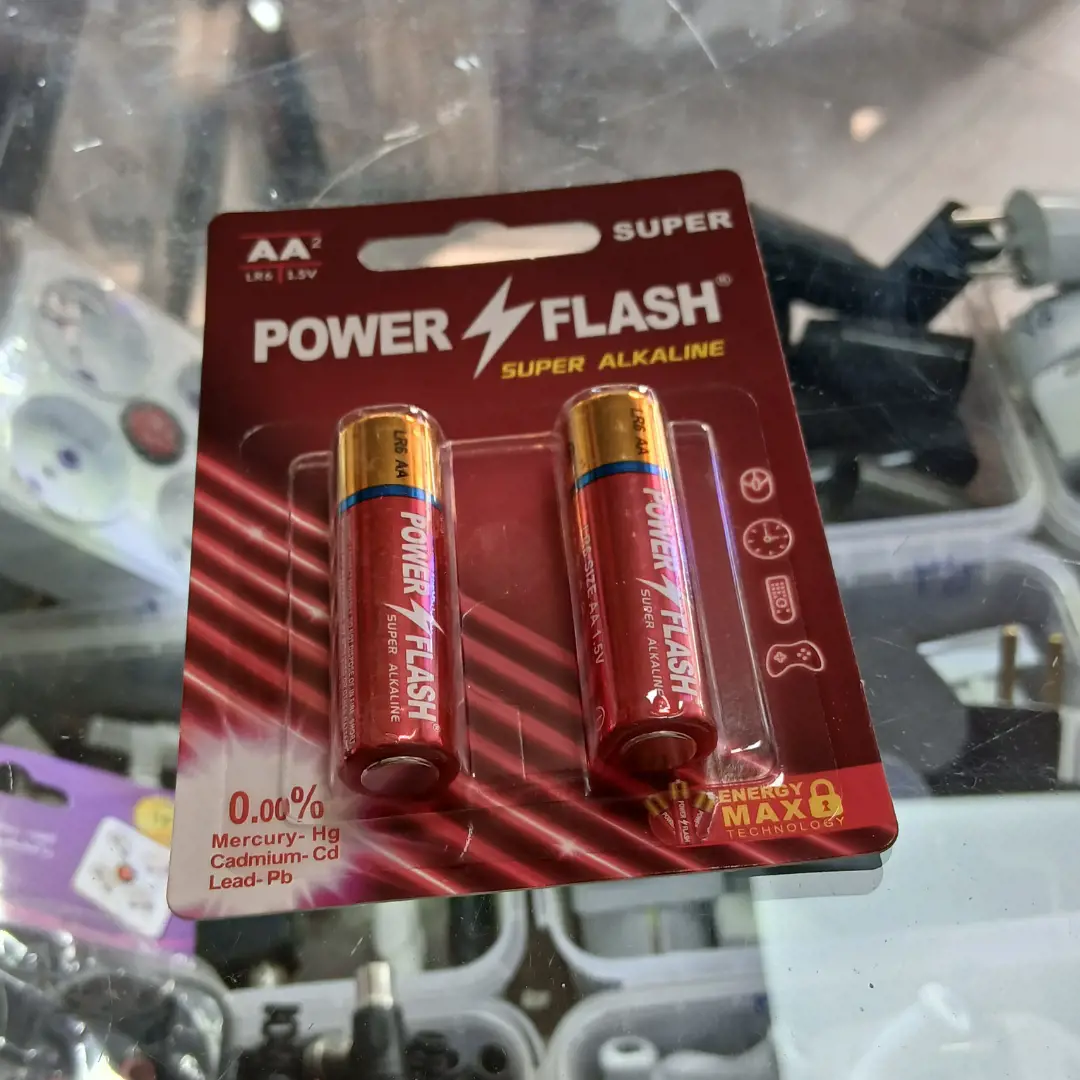 AA²
LR6 | 1.5V
SUPER
POWER FLASH®
SUPER ALKALINE
LR6 AA
POWER FLASH
SUPER ALKALINE
LR6 AA
SIZE AA 1.5V
POWER FLASH
SUPER ALKALINE
0.00%
Mercury- Hg
Cadmium- Cd
Lead- Pb
ENERGY
MAX
TECHNOLOGY